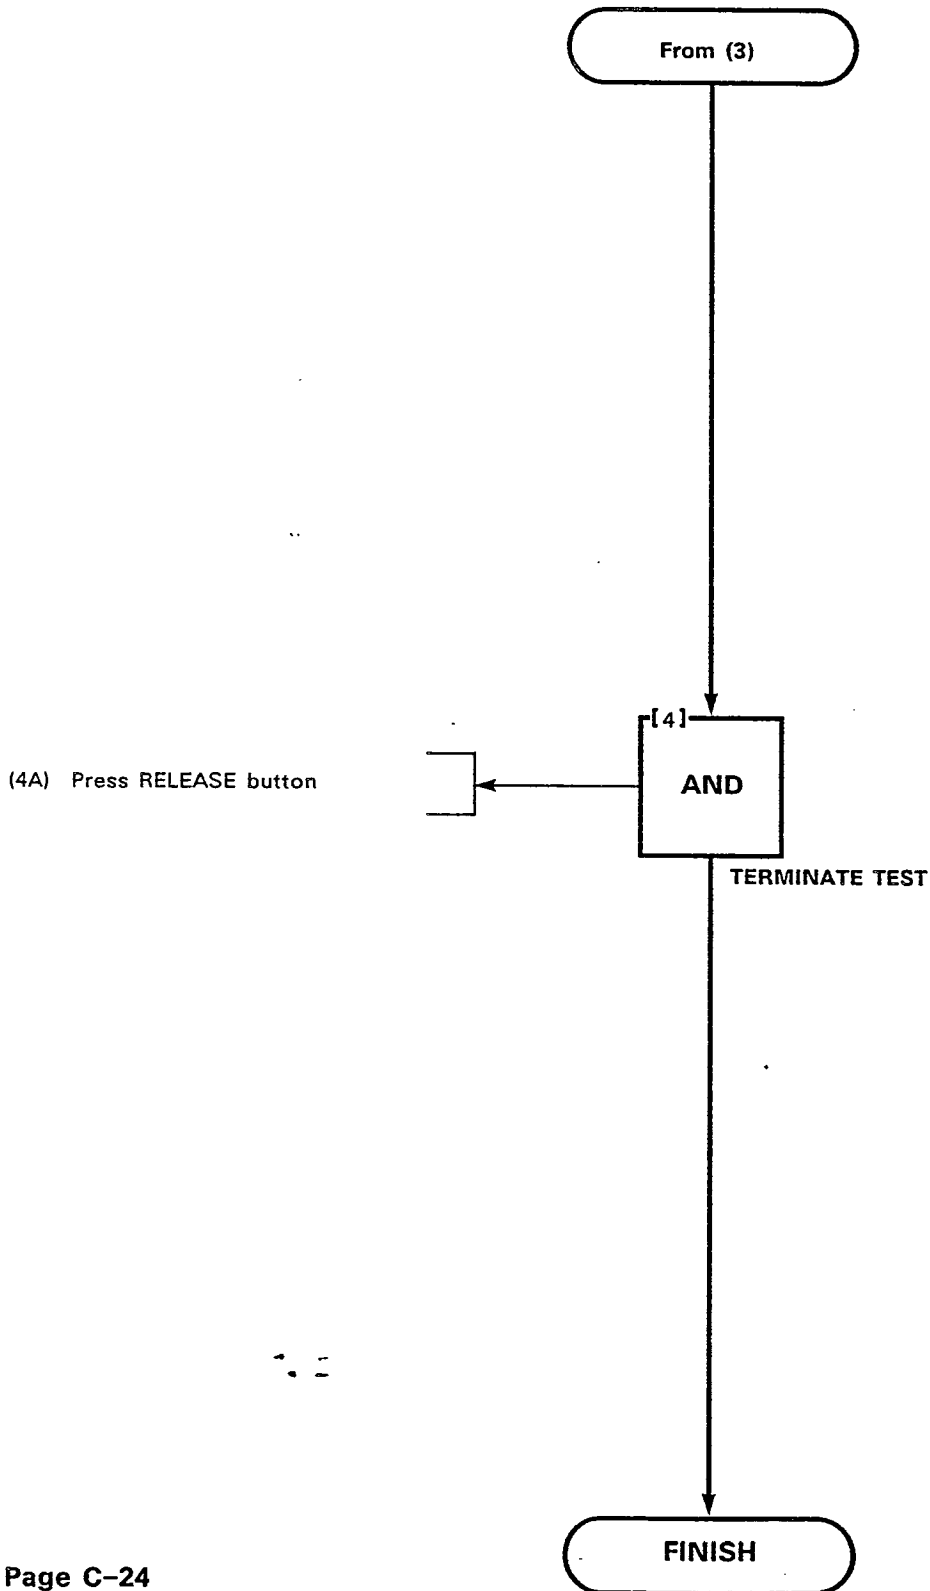 From (3)
[4]
(4A) Press RELEASE button
AND
TERMINATE TEST
FINISH
Page C-24